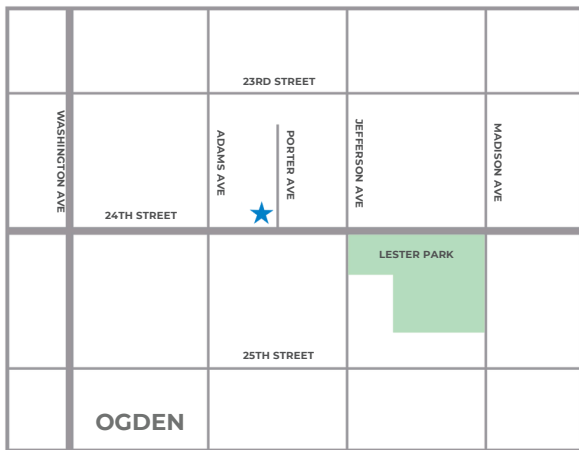 23RD STREET
WASHINGTON AVE
ADAMS AVE
PORTER AVE
JEFFERSON AVE
MADISON AVE
24TH STREET
LESTER PARK
25TH STREET
OGDEN